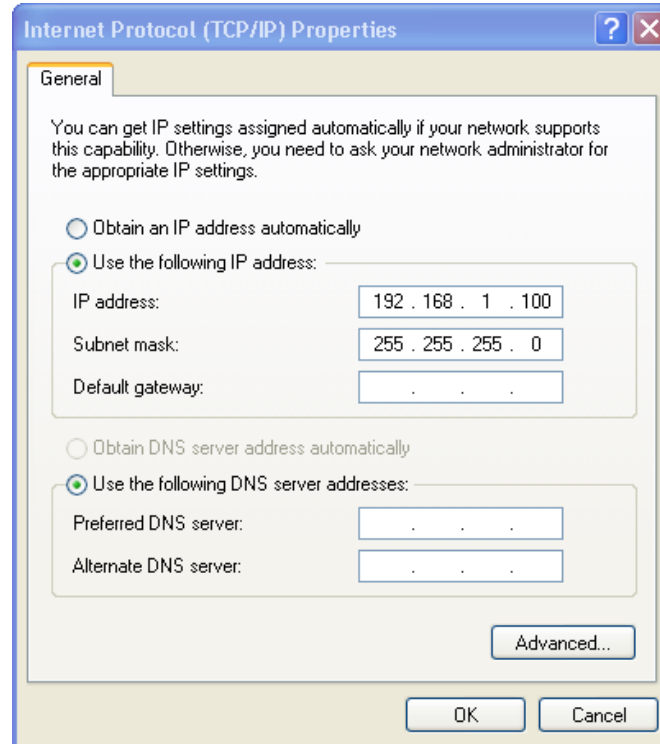 Internet Protocol (TCP/IP) Properties
General
You can get IP settings assigned automatically if your network supports
this capability. Otherwise, you need to ask your network administrator for
the appropriate IP settings.
Obtain an IP address automatically
Use the following IP address:
IP address: 192 . 168 . 1 . 100
Subnet mask: 255 . 255 . 255 . 0
Default gateway: . . .
Obtain DNS server address automatically
Use the following DNS server addresses:
Preferred DNS server: . . .
Alternate DNS server: . . .
Advanced...
OK Cancel